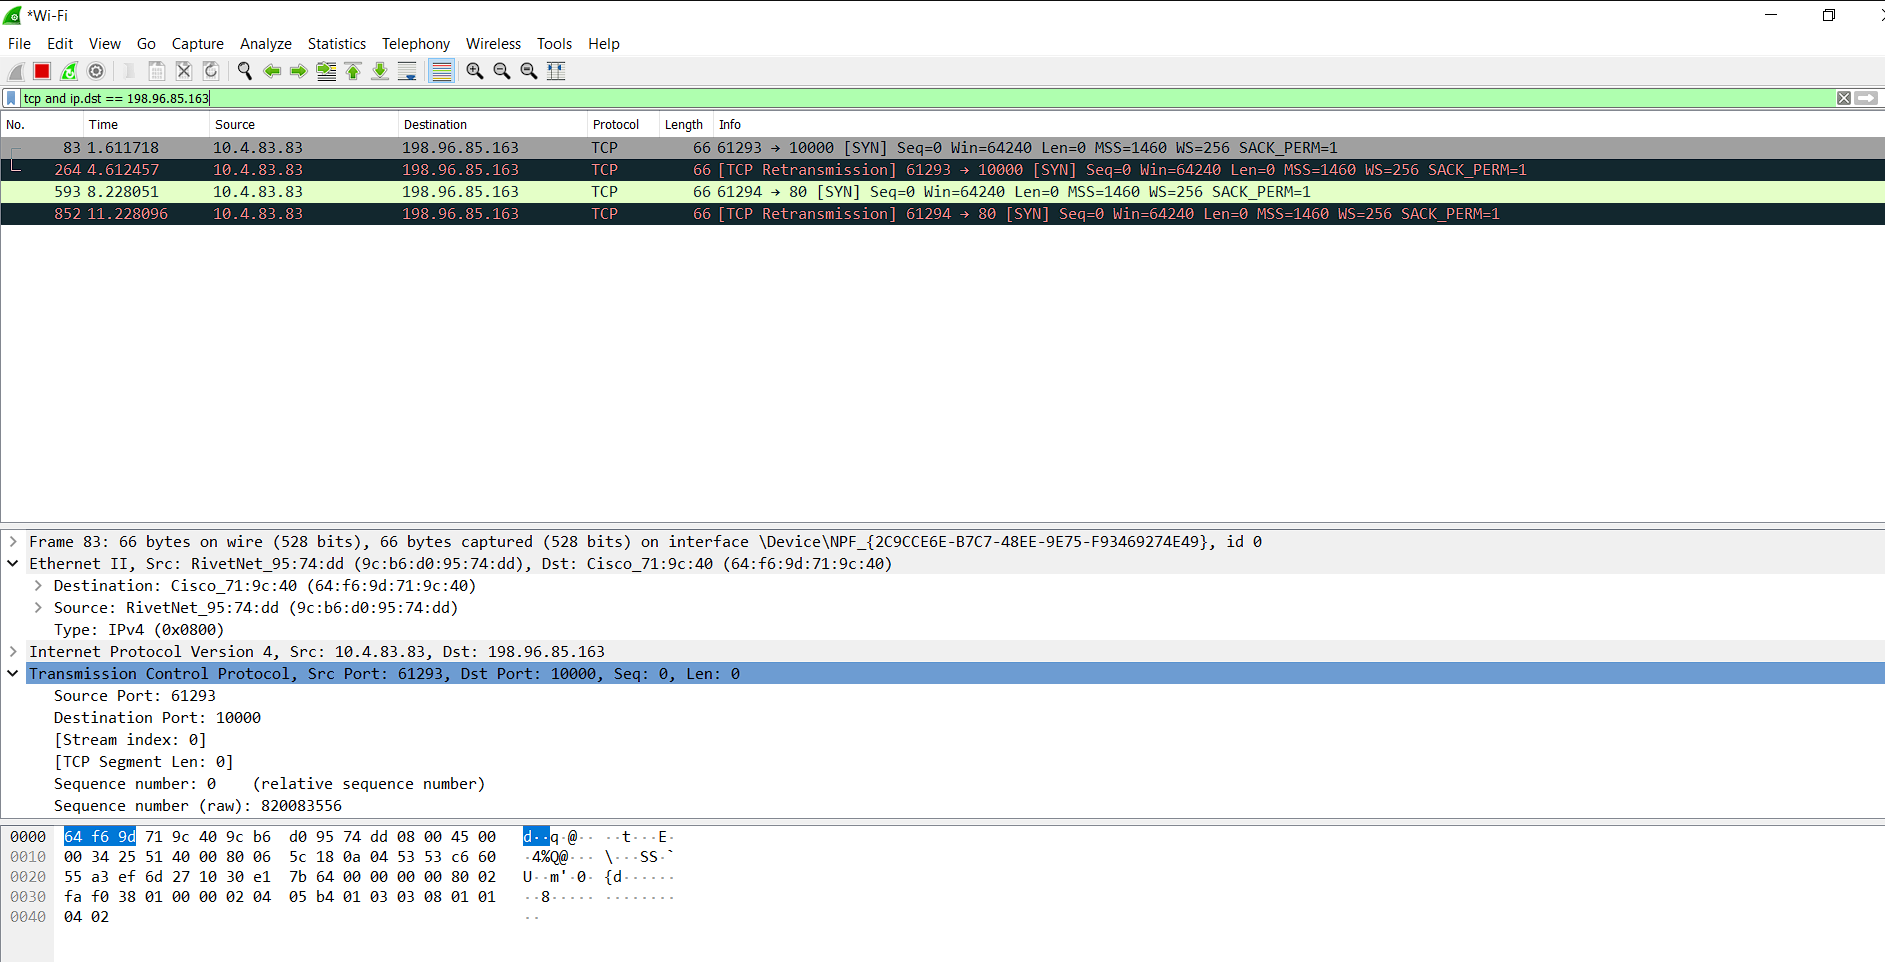 *Wi-Fi
File Edit View Go Capture Analyze Statistics Telephony Wireless Tools Help
tcp and ip.dst == 198.96.85.163
No. Time Source Destination Protocol Length Info
83 1.611718 10.4.83.83 198.96.85.163 TCP 66 61293 → 10000 [SYN] Seq=0 Win=64240 Len=0 MSS=1460 WS=256 SACK_PERM=1
264 4.612457 10.4.83.83 198.96.85.163 TCP 66 [TCP Retransmission] 61293 → 10000 [SYN] Seq=0 Win=64240 Len=0 MSS=1460 WS=256 SACK_PERM=1
593 8.228051 10.4.83.83 198.96.85.163 TCP 66 61294 → 80 [SYN] Seq=0 Win=64240 Len=0 MSS=1460 WS=256 SACK_PERM=1
852 11.228096 10.4.83.83 198.96.85.163 TCP 66 [TCP Retransmission] 61294 → 80 [SYN] Seq=0 Win=64240 Len=0 MSS=1460 WS=256 SACK_PERM=1
Frame 83: 66 bytes on wire (528 bits), 66 bytes captured (528 bits) on interface \Device\NPF_{2C9CCE6E-B7C7-48EE-9E75-F93469274E49}, id 0
Ethernet II, Src: RivetNet_95:74:dd (9c:b6:d0:95:74:dd), Dst: Cisco_71:9c:40 (64:f6:9d:71:9c:40)
Destination: Cisco_71:9c:40 (64:f6:9d:71:9c:40)
Source: RivetNet_95:74:dd (9c:b6:d0:95:74:dd)
Type: IPv4 (0x0800)
Internet Protocol Version 4, Src: 10.4.83.83, Dst: 198.96.85.163
Transmission Control Protocol, Src Port: 61293, Dst Port: 10000, Seq: 0, Len: 0
Source Port: 61293
Destination Port: 10000
[Stream index: 0]
[TCP Segment Len: 0]
Sequence number: 0 (relative sequence number)
Sequence number (raw): 820083556
0000 64 f6 9d 71 9c 40 9c b6 d0 95 74 dd 08 00 45 00 d··q·@·· ··t···E·
0010 00 34 25 51 40 00 80 06 5c 18 0a 04 53 53 c6 60 ·4%Q@··· \···SS·`
0020 55 a3 ef 6d 27 10 30 e1 7b 64 00 00 00 00 80 02 U··m'·0· {d······
0030 fa f0 38 01 00 00 02 04 05 b4 01 03 03 08 01 01 ··8····· ········
0040 04 02 ··